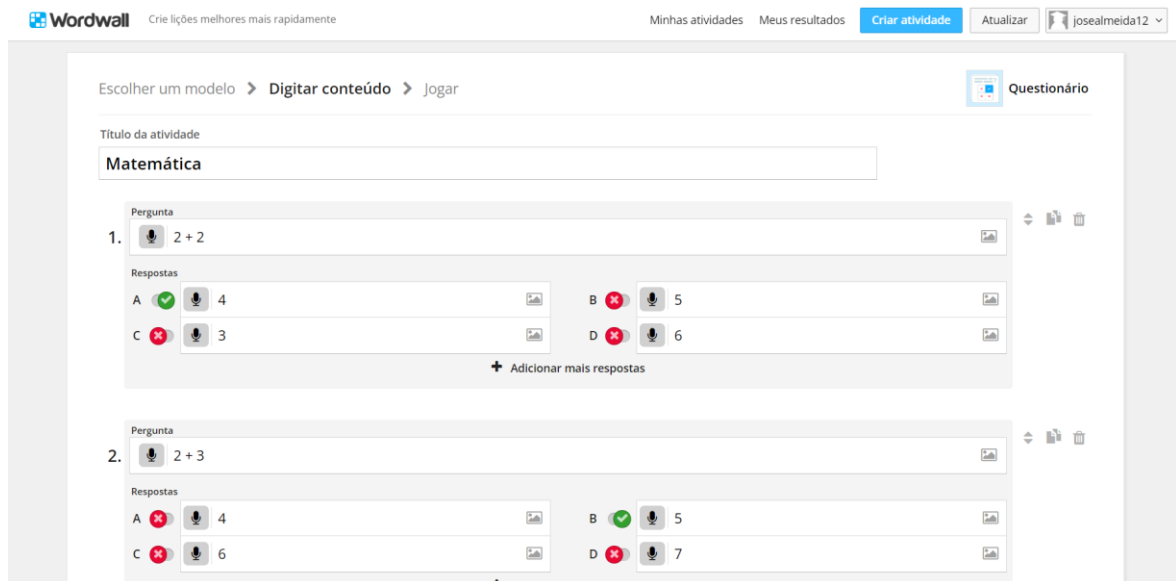 Wordwall Crie lições melhores mais rapidamente Minhas atividades Meus resultados Criar atividade Atualizar josealmeida12
Escolher um modelo > Digitar conteúdo > Jogar Questionário
Título da atividade
Matemática
Pergunta
1. 2 + 2
Respostas
A 4 B 5
C 3 D 6
+ Adicionar mais respostas
Pergunta
2. 2 + 3
Respostas
A 4 B 5
C 6 D 7